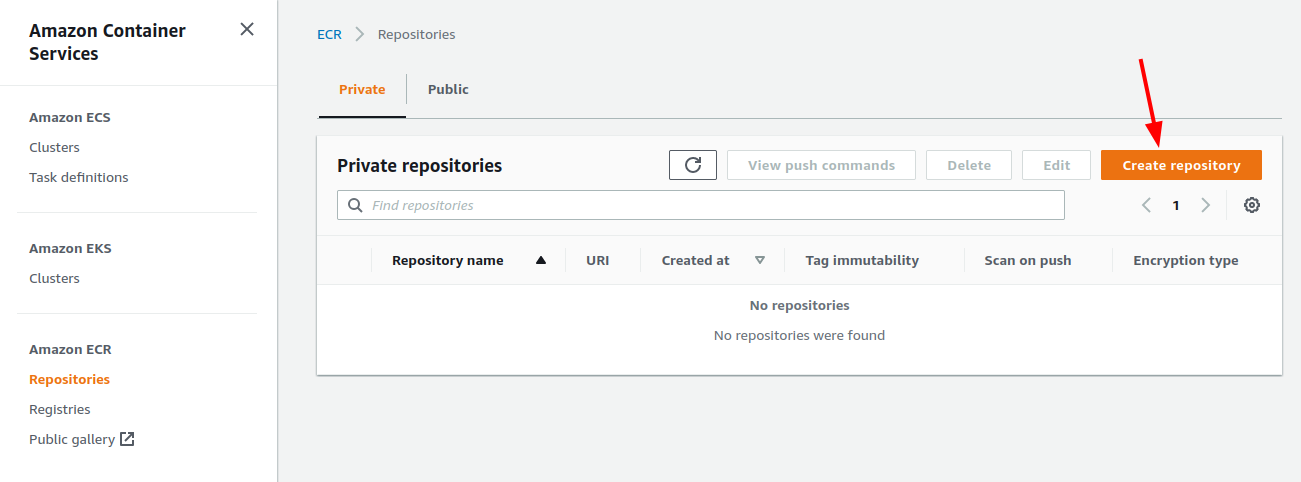 Amazon Container
Services
Amazon ECS
Clusters
Task definitions
Amazon EKS
Clusters
Amazon ECR
Repositories
Registries
Public gallery
ECR Repositories
Private Public
Private repositories View push commands Delete Edit Create repository
Find repositories 1
Repository name URI Created at Tag immutability Scan on push Encryption type
No repositories
No repositories were found